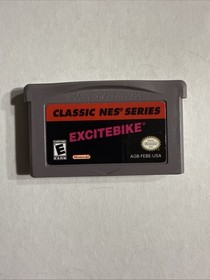 CLASSIC NES® SERIES
EXCITEBIKE®
E
Nintendo
AGB-FEBE-USA